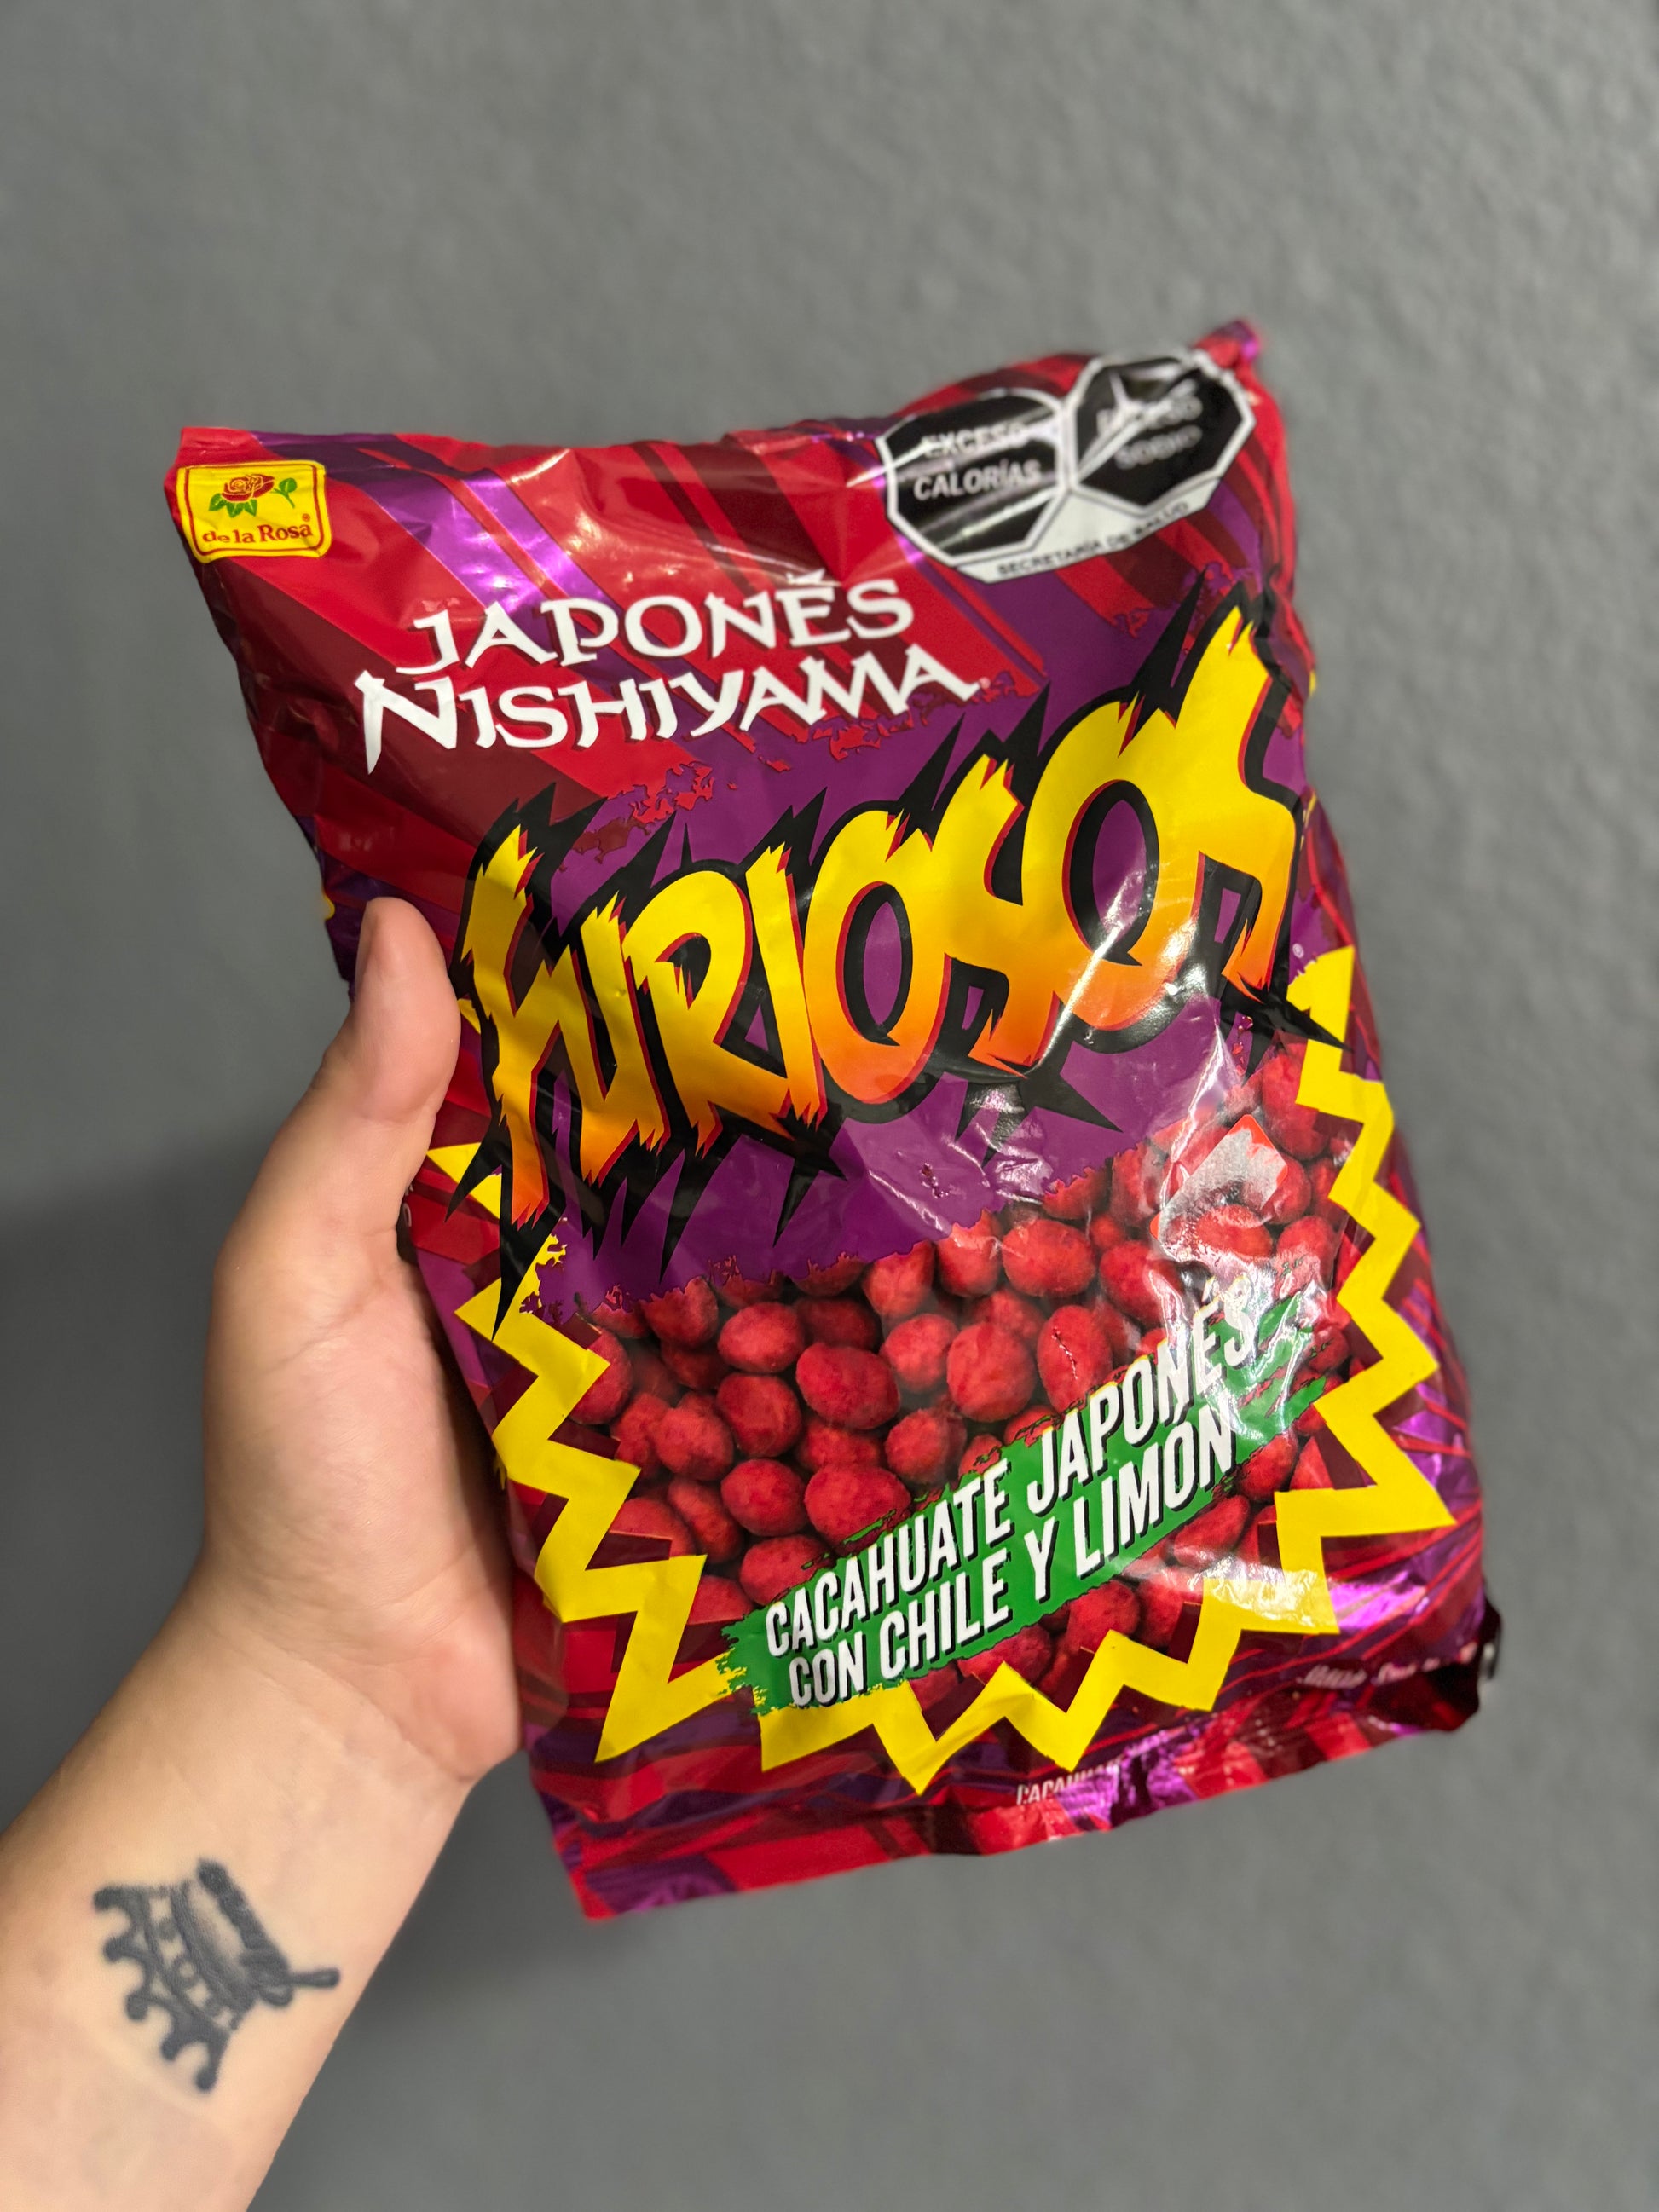 de la Rosa®
EXCESO
CALORÍAS
EXCESO
SODIO
SECRETARÍA DE SALUD
JAPONÉS
NISHIYAMA
FURIOSOS
CACAHUATE JAPONÉS
CON CHILE Y LIMÓN